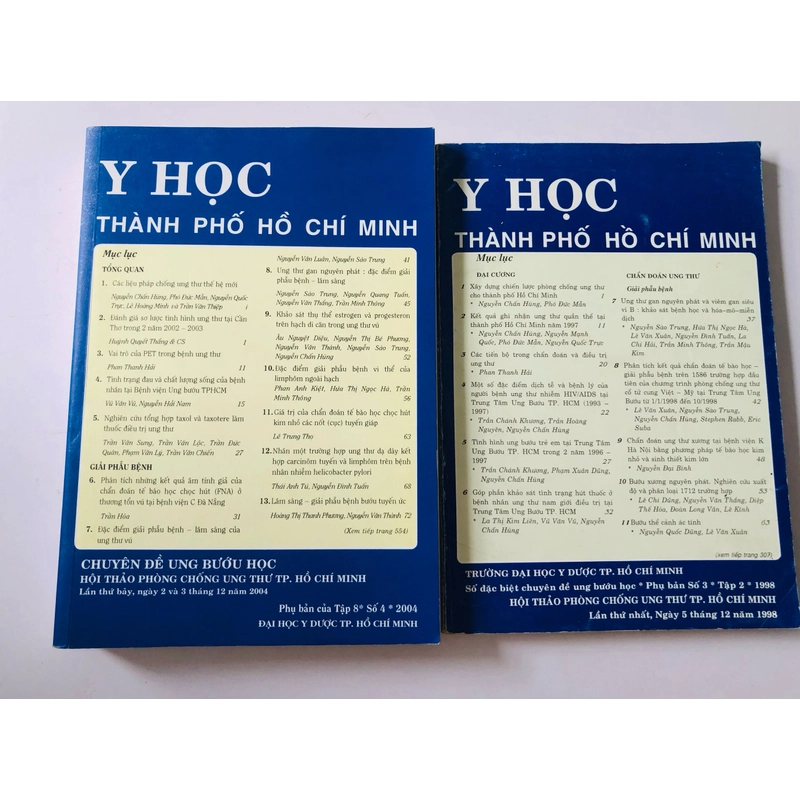 Y HỌC
THÀNH PHỐ HỒ CHÍ MINH
Mục lục
TỔNG QUAN
1. Các liệu pháp chống ung thư thế hệ mới
Nguyễn Chấn Hùng, Phó Đức Mẫn, Nguyễn Quốc
Trực, Lê Hoàng Minh và Trần Văn Thiệp i
2. Đánh giá sơ lược tình hình ung thư tại Cần
Thơ trong 2 năm 2002 – 2003
Huỳnh Quyết Thắng & CS 1
3. Vai trò của PET trong bệnh ung thư
Phan Thanh Hải 11
4. Tình trạng đau và chất lượng sống của bệnh
nhân tại Bệnh viện Ung bướu TPHCM
Vũ Văn Vũ, Nguyễn Hải Nam 15
5. Nghiên cứu tổng hợp taxol và taxotere làm
thuốc điều trị ung thư
Trần Văn Sung, Trần Văn Lộc, Trần Đức
Quân, Phạm Văn Lý, Trần Văn Chiến 27
GIẢI PHẪU BỆNH
6. Phân tích những kết quả âm tính giả của
chẩn đoán tế bào học chọc hút (FNA) ở
thương tổn vú tại bệnh viện C Đà Nẵng
Trần Hòa 31
7. Đặc điểm giải phẫu bệnh – lâm sàng của
ung thư vú
Nguyễn Văn Luân, Nguyễn Sào Trung 41
8. Ung thư gan nguyên phát : đặc điểm giải
phẫu bệnh – lâm sàng
Nguyễn Sào Trung, Nguyễn Quang Tuấn,
Nguyễn Văn Thắng, Trần Minh Thông 45
9. Khảo sát thụ thể estrogen và progesteron
trên hạch di căn trong ung thư vú
Âu Nguyệt Diệu, Nguyễn Thị Bé Phương,
Nguyễn Văn Thành, Nguyễn Sào Trung,
Nguyễn Chấn Hùng 52
10. Đặc điểm giải phẫu bệnh vi thể của
limphôm ngoài hạch
Phan Anh Kiệt, Hứa Thị Ngọc Hà, Trần
Minh Thông 56
11. Giá trị của chẩn đoán tế bào học chọc hút
kim nhỏ các nốt (cục) tuyến giáp
Lê Trung Thọ 63
12. Nhân một trường hợp ung thư dạ dày kết
hợp carcinôm tuyến và limphôm trên bệnh
nhân nhiễm helicobacter pylori
Thái Anh Tú, Nguyễn Đình Tuấn 68
13. Lâm sàng – giải phẫu bệnh bướu tuyến ức
Hoàng Thị Thanh Phương, Nguyễn Văn Thành 72
(Xem tiếp trang 554)
CHUYÊN ĐỀ UNG BƯỚU HỌC
HỘI THẢO PHÒNG CHỐNG UNG THƯ TP. HỒ CHÍ MINH
Lần thứ bảy, ngày 2 và 3 tháng 12 năm 2004
Phụ bản của Tập 8* Số 4 * 2004
ĐẠI HỌC Y DƯỢC TP. HỒ CHÍ MINH
Y HỌC
THÀNH PHỐ HỒ CHÍ MINH
Mục lục
ĐẠI CƯƠNG
1 Xây dựng chiến lược phòng chống ung thư
cho thành phố Hồ Chí Minh 1
* Nguyễn Chấn Hùng, Phó Đức Mẫn
2 Kết quả ghi nhận ung thư quần thể tại
thành phố Hồ Chí Minh năm 1997 11
* Nguyễn Chấn Hùng, Nguyễn Mạnh
Quốc, Phó Đức Mẫn, Nguyễn Quốc Trực
3 Các tiến bộ trong chẩn đoán và điều trị
ung thư 20
* Phan Thanh Hải
4 Một số đặc điểm dịch tễ và bệnh lý của
người bệnh ung thư nhiễm HIV/AIDS tại
Trung Tâm Ung Bướu TP. HCM (1993 -
1997) 22
* Trần Chánh Khương, Trần Hoàng
Nguyên, Nguyễn Chấn Hùng
5 Tình hình ung bướu trẻ em tại Trung Tâm
Ung Bướu TP. HCM trong 2 năm 1996 -
1997 27
* Trần Chánh Khương, Phạm Xuân Dũng,
Nguyễn Chấn Hùng
6 Góp phần khảo sát tình trạng hút thuốc ở
bệnh nhân ung thư nam giới điều trị tại
Trung Tâm Ung Bướu TP. HCM 32
* La Thị Kim Liên, Vũ Văn Vũ, Nguyễn
Chấn Hùng
CHẨN ĐOÁN UNG THƯ
Giải phẫu bệnh
7 Ung thư gan nguyên phát và viêm gan siêu
vi B : khảo sát bệnh học và hóa-mô-miễn
dịch 37
* Nguyễn Sào Trung, Hứa Thị Ngọc Hà,
Lê Văn Xuân, Nguyễn Đình Tuấn, La
Chí Hải, Trần Minh Thông, Trần Mậu
Kim
8 Phân tích kết quả chẩn đoán tế bào học –
giải phẫu bệnh trên 1586 trường hợp đầu
tiên của chương trình phòng chống ung thư
cổ tử cung Việt – Mỹ tại Trung Tâm Ung
Bướu từ 1/1/1998 đến 10/1998 42
* Lê Văn Xuân, Nguyễn Sào Trung,
Nguyễn Chấn Hùng, Stephen Rabb, Eric
Suba
9 Chẩn đoán ung thư xương tại bệnh viện K
Hà Nội bằng phương pháp tế bào học kim
nhỏ và sinh thiết kim lớn 48
* Nguyễn Đại Bình
10 Bướu xương nguyên phát. Nghiên cứu xuất
độ và phân loại 1712 trường hợp 53
* Lê Chí Dũng, Nguyễn Văn Thắng, Diệp
Thế Hòa, Đoàn Long Vân, Lê Kính
11 Bướu thể cảnh ác tính 63
* Nguyễn Quốc Dũng, Lê Văn Xuân
(xem tiếp trang 307)
TRƯỜNG ĐẠI HỌC Y DƯỢC TP. HỒ CHÍ MINH
Số đặc biệt chuyên đề ung bướu học * Phụ bản Số 3 * Tập 2 * 1998
HỘI THẢO PHÒNG CHỐNG UNG THƯ TP. HỒ CHÍ MINH
Lần thứ nhất, Ngày 5 tháng 12 năm 1998